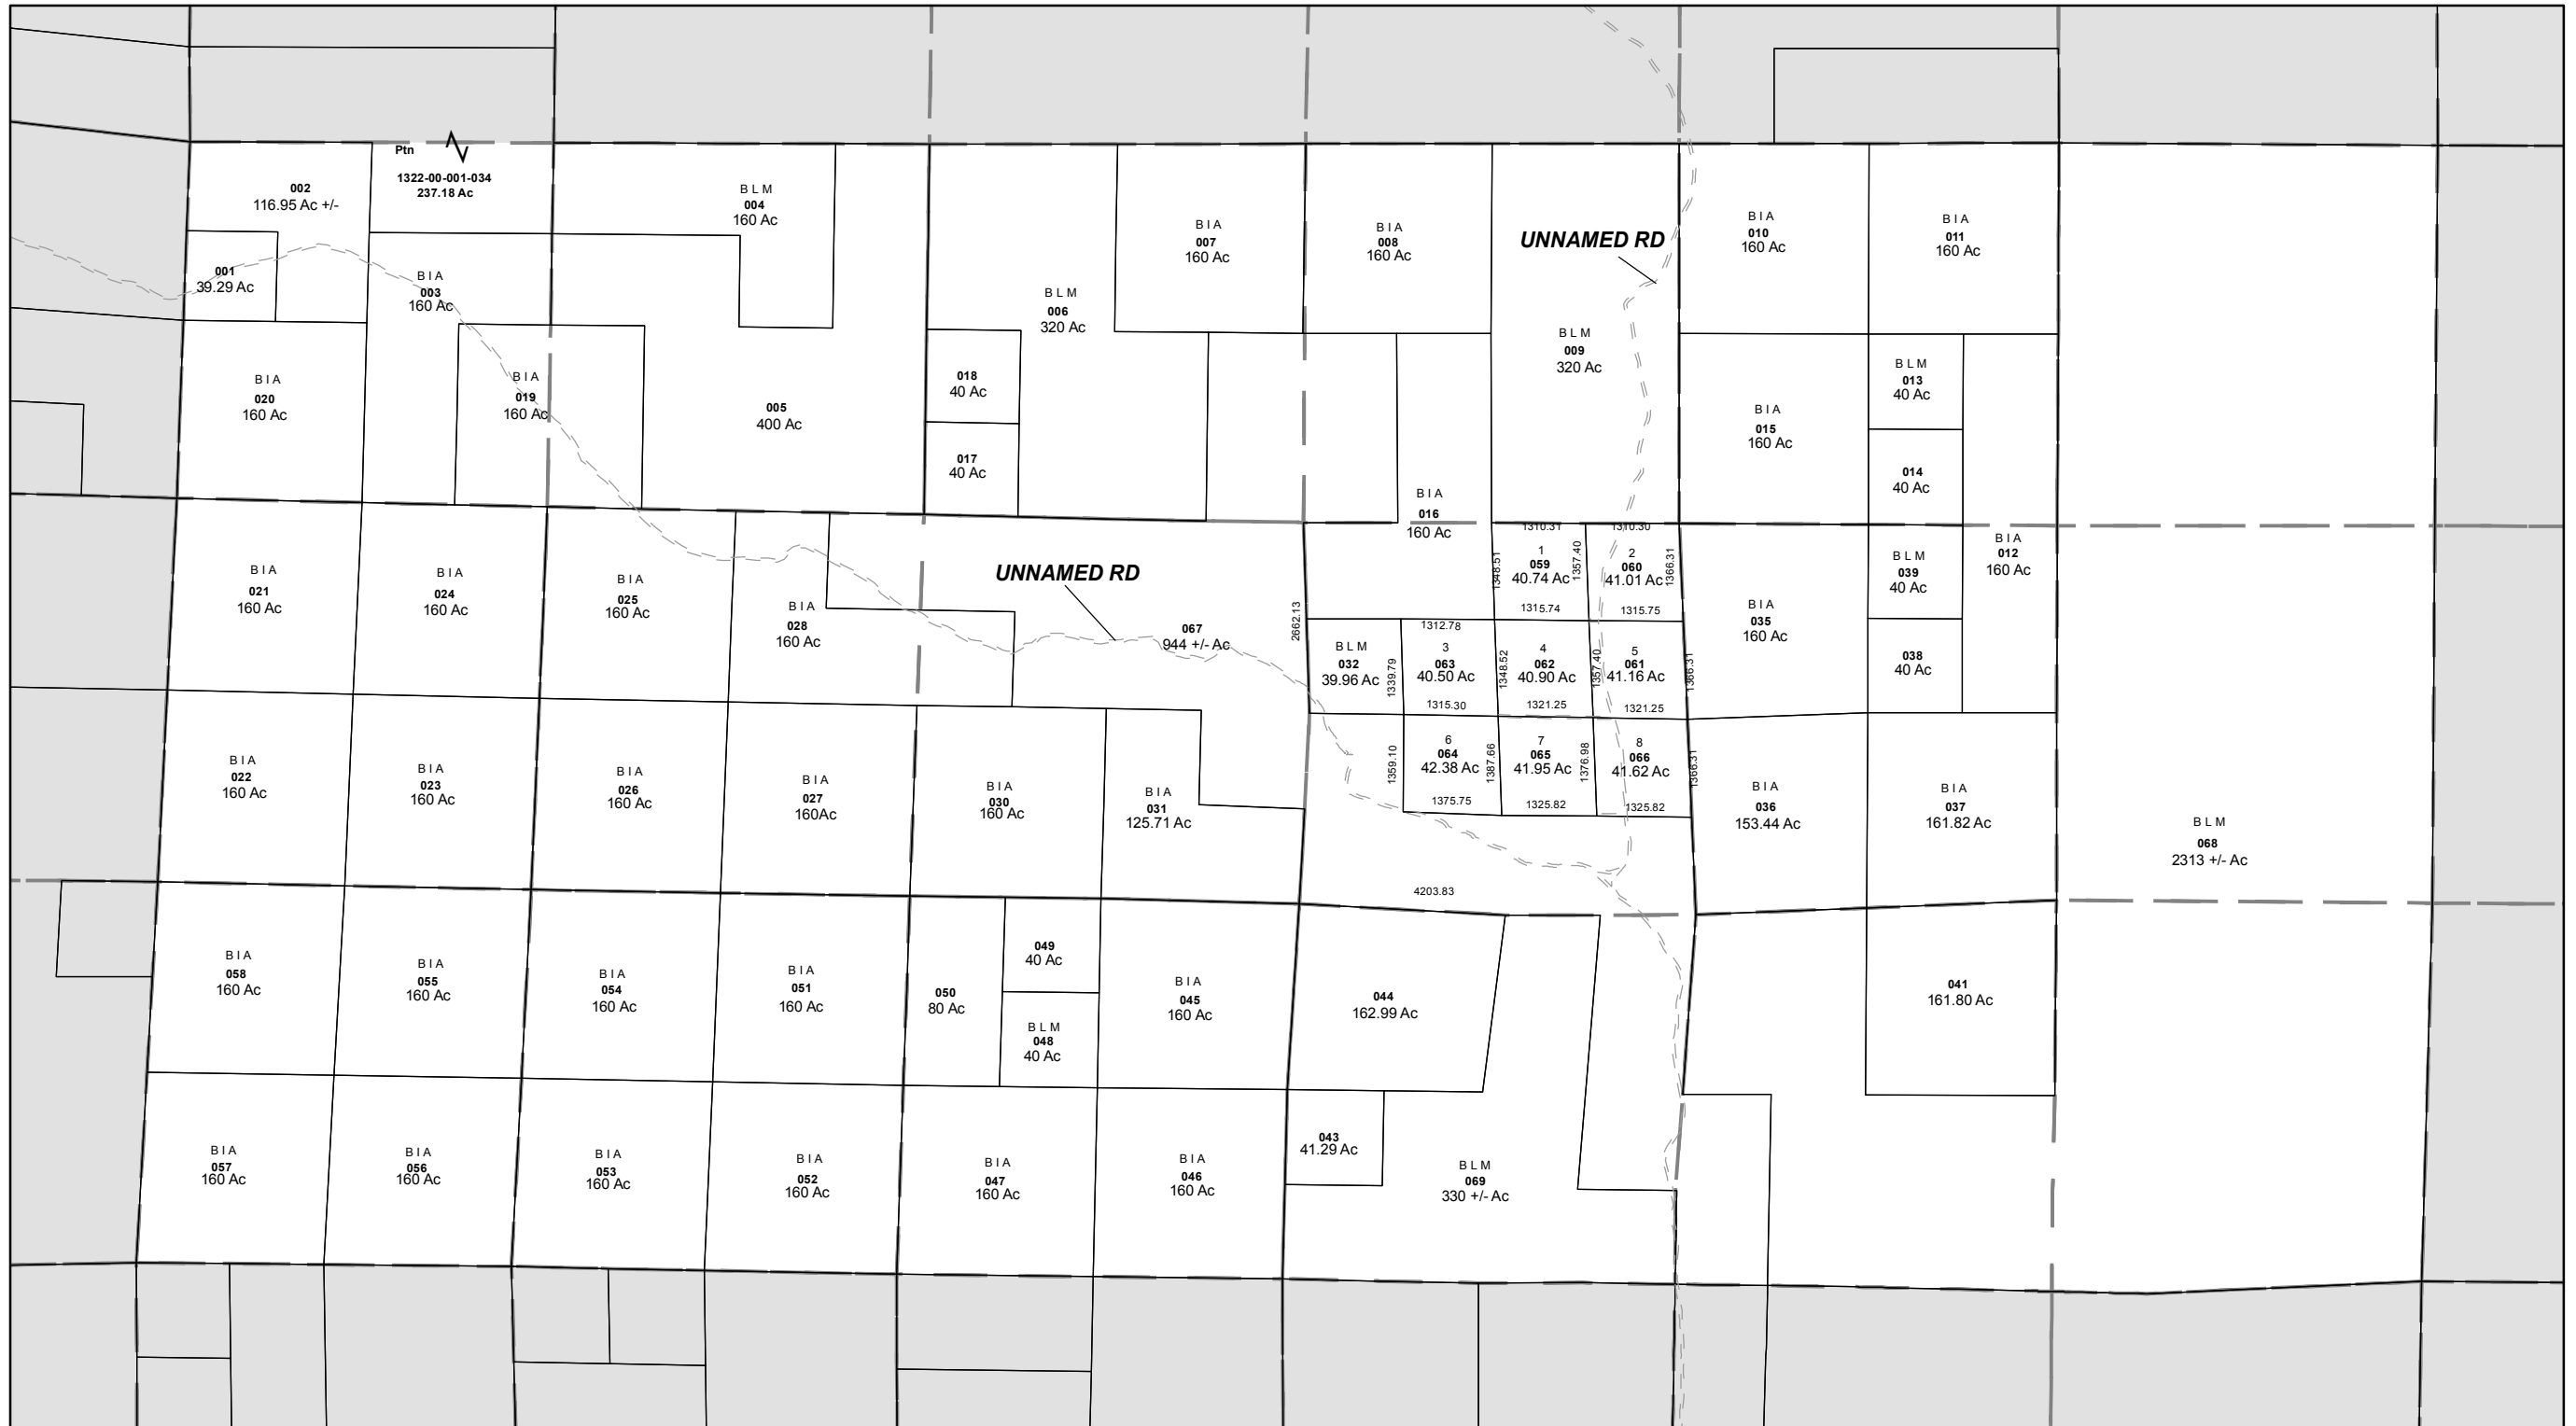 Ptn
1322-00-001-034
237.18 Ac
002
116.95 Ac +/-
001
39.29 Ac
B I A
003
160 Ac
B L M
004
160 Ac
005
400 Ac
B L M
006
320 Ac
B I A
007
160 Ac
B I A
008
160 Ac
UNNAMED RD
B L M
009
320 Ac
B I A
010
160 Ac
B I A
011
160 Ac
B I A
020
160 Ac
B I A
019
160 Ac
018
40 Ac
017
40 Ac
B I A
016
160 Ac
B I A
015
160 Ac
B L M
013
40 Ac
014
40 Ac
B I A
012
160 Ac
B I A
021
160 Ac
B I A
024
160 Ac
B I A
025
160 Ac
B I A
028
160 Ac
UNNAMED RD
067
944 +/- Ac
2662.13
1310.31
1310.30
1
059
40.74 Ac
1348.51
1357.40
2
060
41.01 Ac
1366.31
1315.74
1315.75
1312.78
B L M
032
39.96 Ac
1339.79
3
063
40.50 Ac
1348.52
4
062
40.90 Ac
1357.40
5
061
41.16 Ac
1366.31
1315.30
1321.25
1321.25
1359.10
6
064
42.38 Ac
1387.66
7
065
41.95 Ac
1376.98
8
066
41.62 Ac
1366.31
1375.75
1325.82
1325.82
4203.83
B I A
035
160 Ac
B L M
039
40 Ac
038
40 Ac
B I A
022
160 Ac
B I A
023
160 Ac
B I A
026
160 Ac
B I A
027
160Ac
B I A
030
160 Ac
B I A
031
125.71 Ac
B I A
036
153.44 Ac
B I A
037
161.82 Ac
B L M
068
2313 +/- Ac
B I A
058
160 Ac
B I A
055
160 Ac
B I A
054
160 Ac
B I A
051
160 Ac
050
80 Ac
049
40 Ac
B L M
048
40 Ac
B I A
045
160 Ac
044
162.99 Ac
041
161.80 Ac
B I A
057
160 Ac
B I A
056
160 Ac
B I A
053
160 Ac
B I A
052
160 Ac
B I A
047
160 Ac
B I A
046
160 Ac
043
41.29 Ac
B L M
069
330 +/- Ac